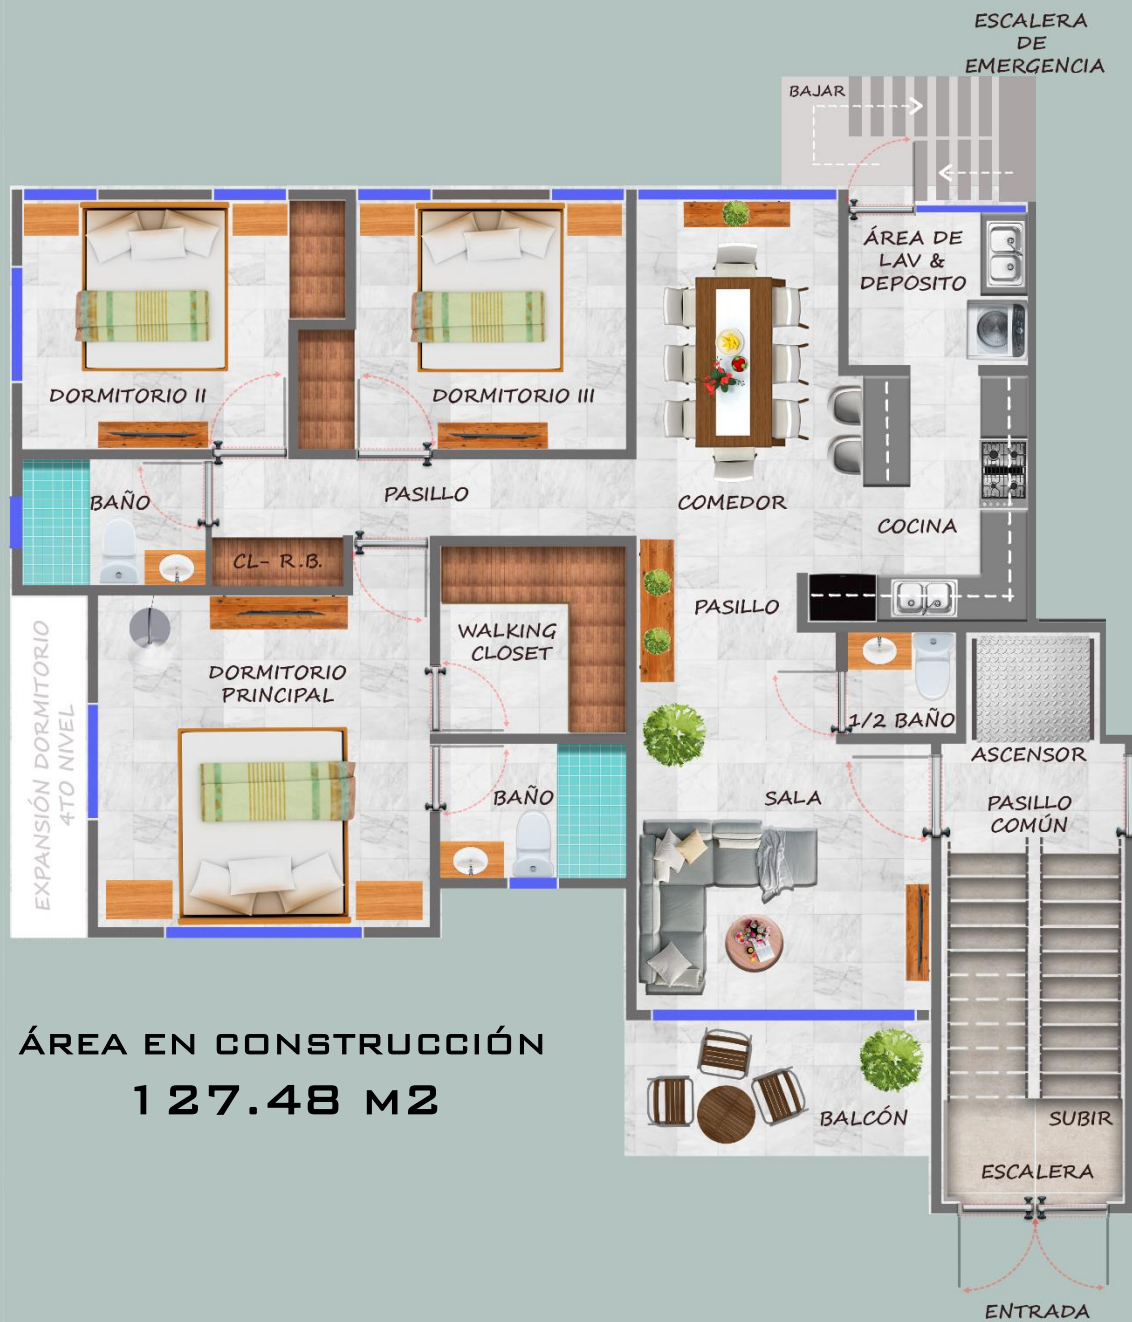 ESCALERA
DE
EMERGENCIA
BAJAR
ÁREA DE
LAV &
DEPOSITO
DORMITORIO II
DORMITORIO III
BAÑO
PASILLO
COMEDOR
COCINA
CL- R.B.
PASILLO
WALKING
CLOSET
EXPANSIÓN DORMITORIO
4TO NIVEL
DORMITORIO
PRINCIPAL
1/2 BAÑO
ASCENSOR
BAÑO
SALA
PASILLO
COMÚN
ÁREA EN CONSTRUCCIÓN
127.48 M2
BALCÓN
SUBIR
ESCALERA
ENTRADA